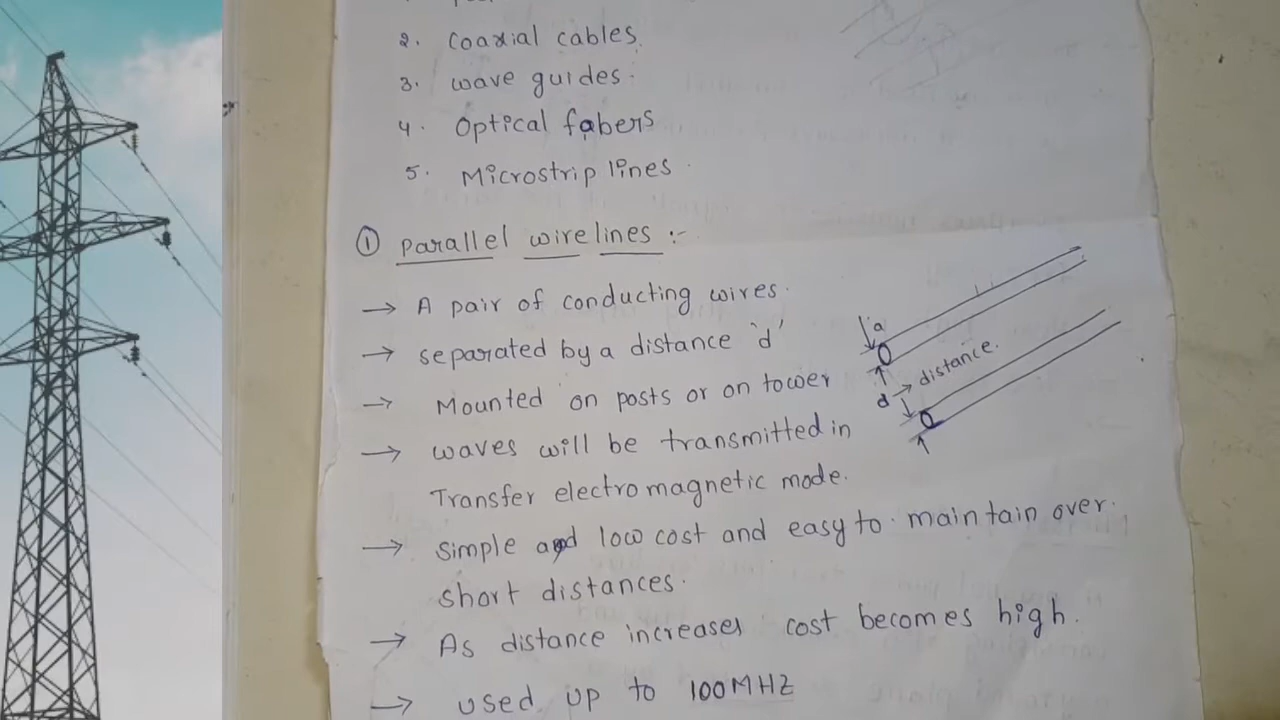 2. Coaxial cables.
3. wave guides.
4. Optical fabers
5. Microstrip lines.
① parallel wire lines :-
→ A pair of conducting wires.
→ separated by a distance 'd'
→ Mounted on posts or on tower
→ waves will be transmitted in
Transfer electromagnetic mode.
→ simple and low cost and easy to maintain over
short distances.
→ As distance increases cost becomes high.
→ used up to 100MHZ
a
d → distance.